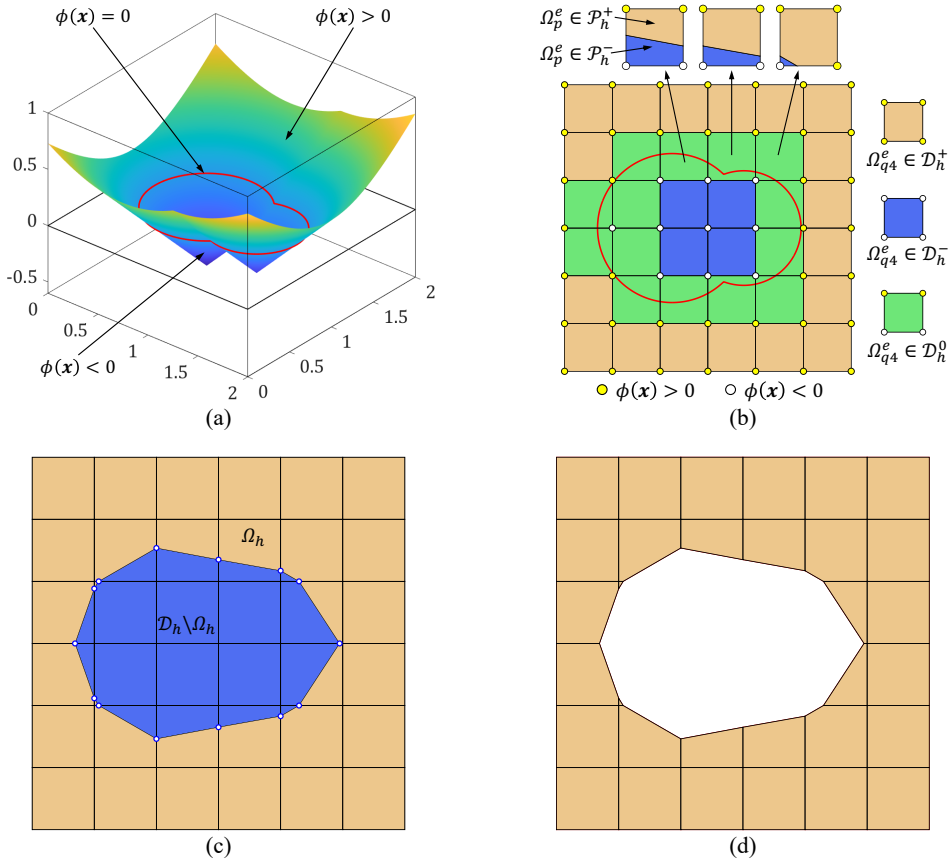 ϕ(𝒙) = 0
ϕ(𝒙) > 0
1
0.5
0
-0.5
0
0.5
1
1.5
2
0
0.5
1
1.5
2
ϕ(𝒙) < 0
(a)
Ω_p^e ∈ 𝒫_h^+
Ω_p^e ∈ 𝒫_h^-
Ω_{q4}^e ∈ 𝒟_h^+
Ω_{q4}^e ∈ 𝒟_h^-
Ω_{q4}^e ∈ 𝒟_h^0
ϕ(𝒙) > 0
ϕ(𝒙) < 0
(b)
Ω_h
𝒟_h\Ω_h
(c)
(d)